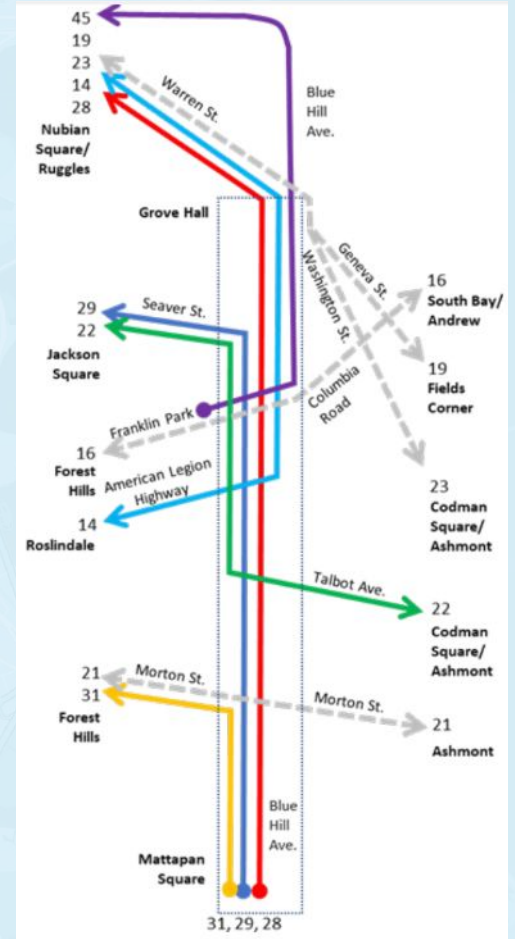 45
19
23
14
28
Nubian
Square/
Ruggles
Warren St.
Blue
Hill
Ave.
Grove Hall
Geneva St.
Washington St.
16
South Bay/
Andrew
29
Seaver St.
22
Jackson
Square
19
Fields
Corner
Columbia
Road
Franklin Park
16
Forest
Hills
American Legion
Highway
14
Roslindale
23
Codman
Square/
Ashmont
Talbot Ave.
22
Codman
Square/
Ashmont
21
Morton St.
31
Forest
Hills
Morton St.
21
Ashmont
Blue
Hill
Ave.
Mattapan
Square
31, 29, 28